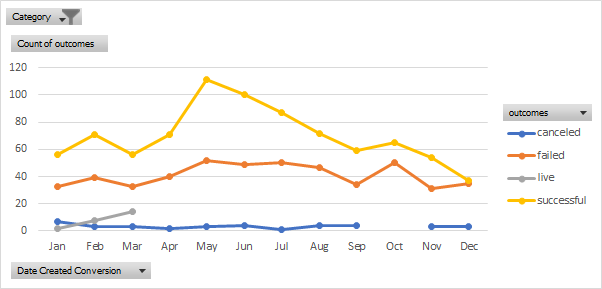 Category
Count of outcomes
120
100
80
60
40
20
0
Jan Feb Mar Apr May Jun Jul Aug Sep Oct Nov Dec
outcomes
canceled
failed
live
successful
Date Created Conversion